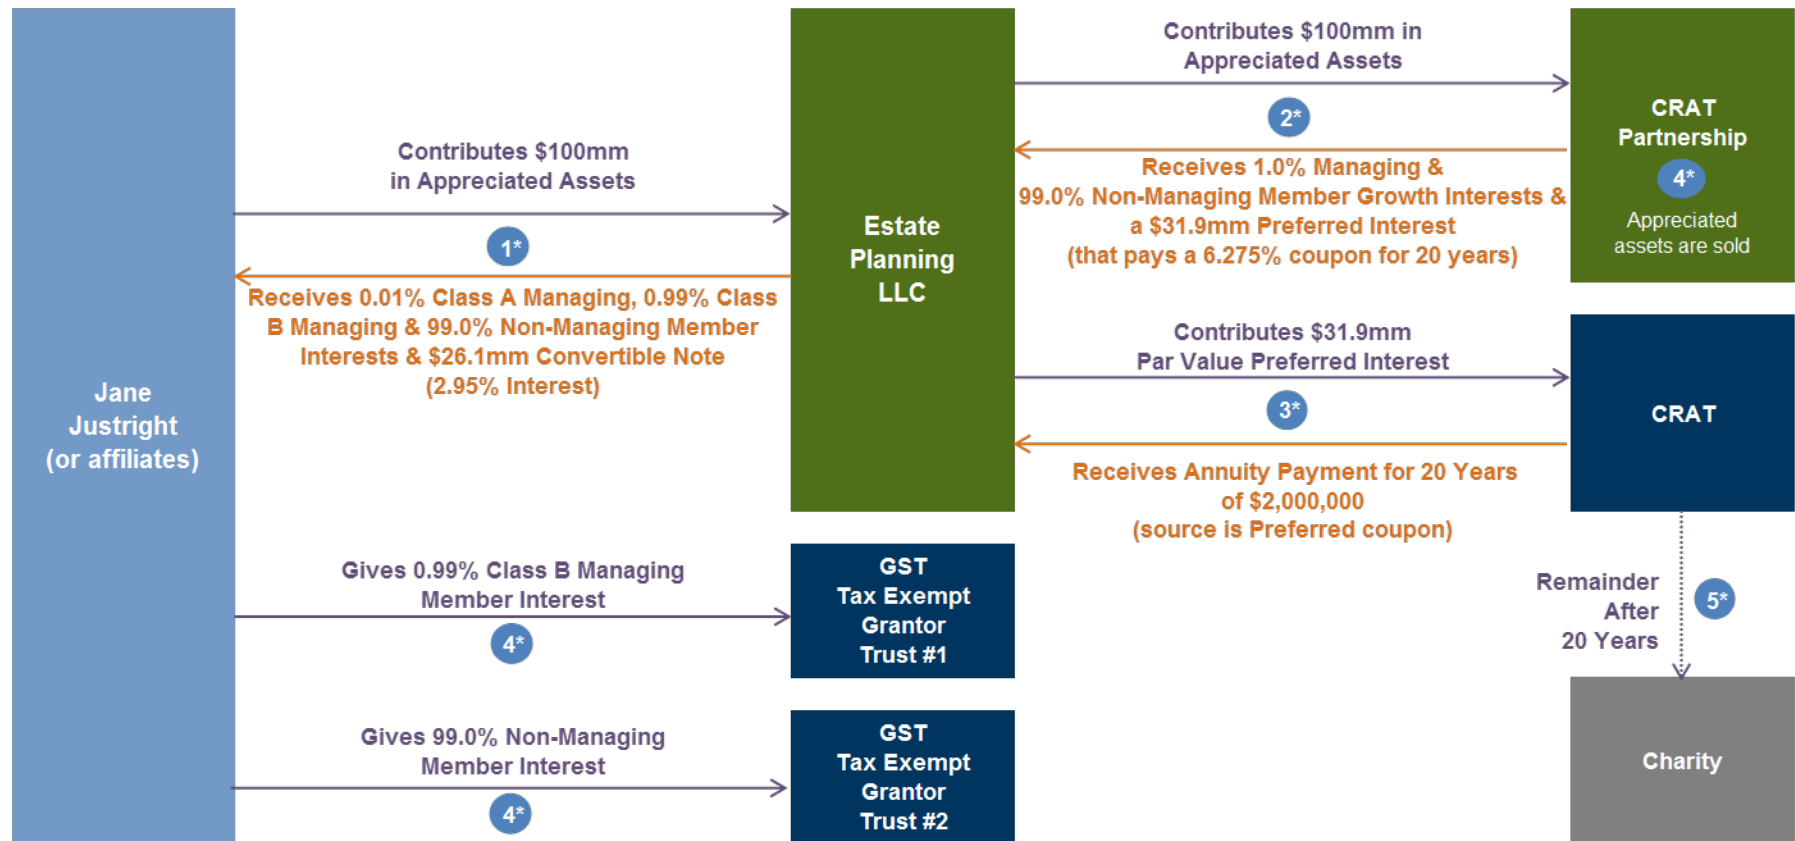 Jane
Justright
(or affiliates)
Contributes $100mm
in Appreciated Assets
1*
Receives 0.01% Class A Managing, 0.99% Class
B Managing & 99.0% Non-Managing Member
Interests & $26.1mm Convertible Note
(2.95% Interest)
Gives 0.99% Class B Managing
Member Interest
4*
Gives 99.0% Non-Managing
Member Interest
4*
Estate
Planning
LLC
GST
Tax Exempt
Grantor
Trust #1
GST
Tax Exempt
Grantor
Trust #2
Contributes $100mm in
Appreciated Assets
2*
Receives 1.0% Managing &
99.0% Non-Managing Member Growth Interests &
a $31.9mm Preferred Interest
(that pays a 6.275% coupon for 20 years)
Contributes $31.9mm
Par Value Preferred Interest
3*
Receives Annuity Payment for 20 Years
of $2,000,000
(source is Preferred coupon)
CRAT
Partnership
4*
Appreciated
assets are sold
CRAT
Remainder
After
20 Years
5*
Charity